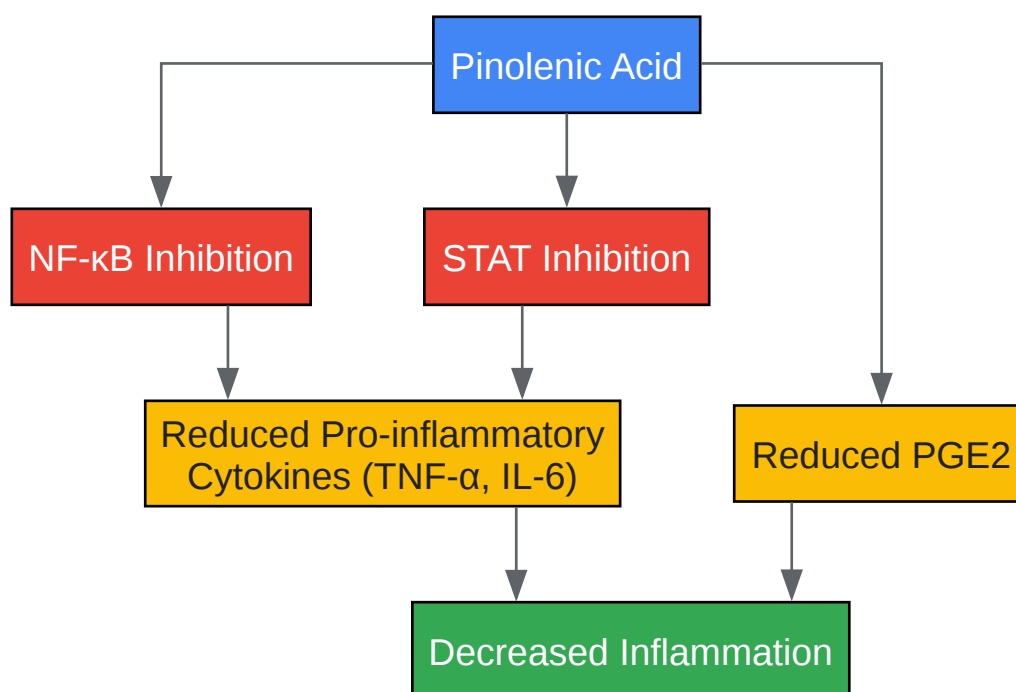 Pinolenic Acid
NF-κB Inhibition
STAT Inhibition
Reduced Pro-inflammatory
Cytokines (TNF-α, IL-6)
Reduced PGE2
Decreased Inflammation